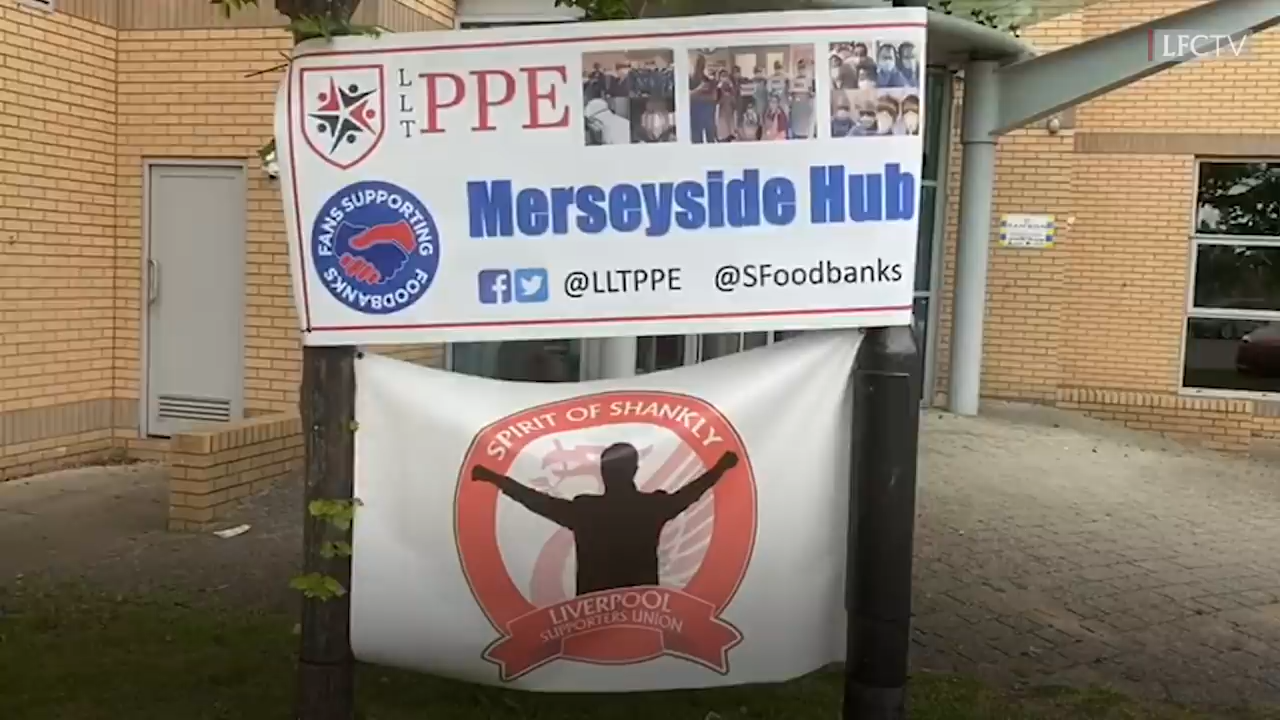 LFCTV
LLT PPE
FANS SUPPORTING FOODBANKS
Merseyside Hub
@LLTPPE @SFoodbanks
SPIRIT OF SHANKLY
LIVERPOOL
SUPPORTERS UNION